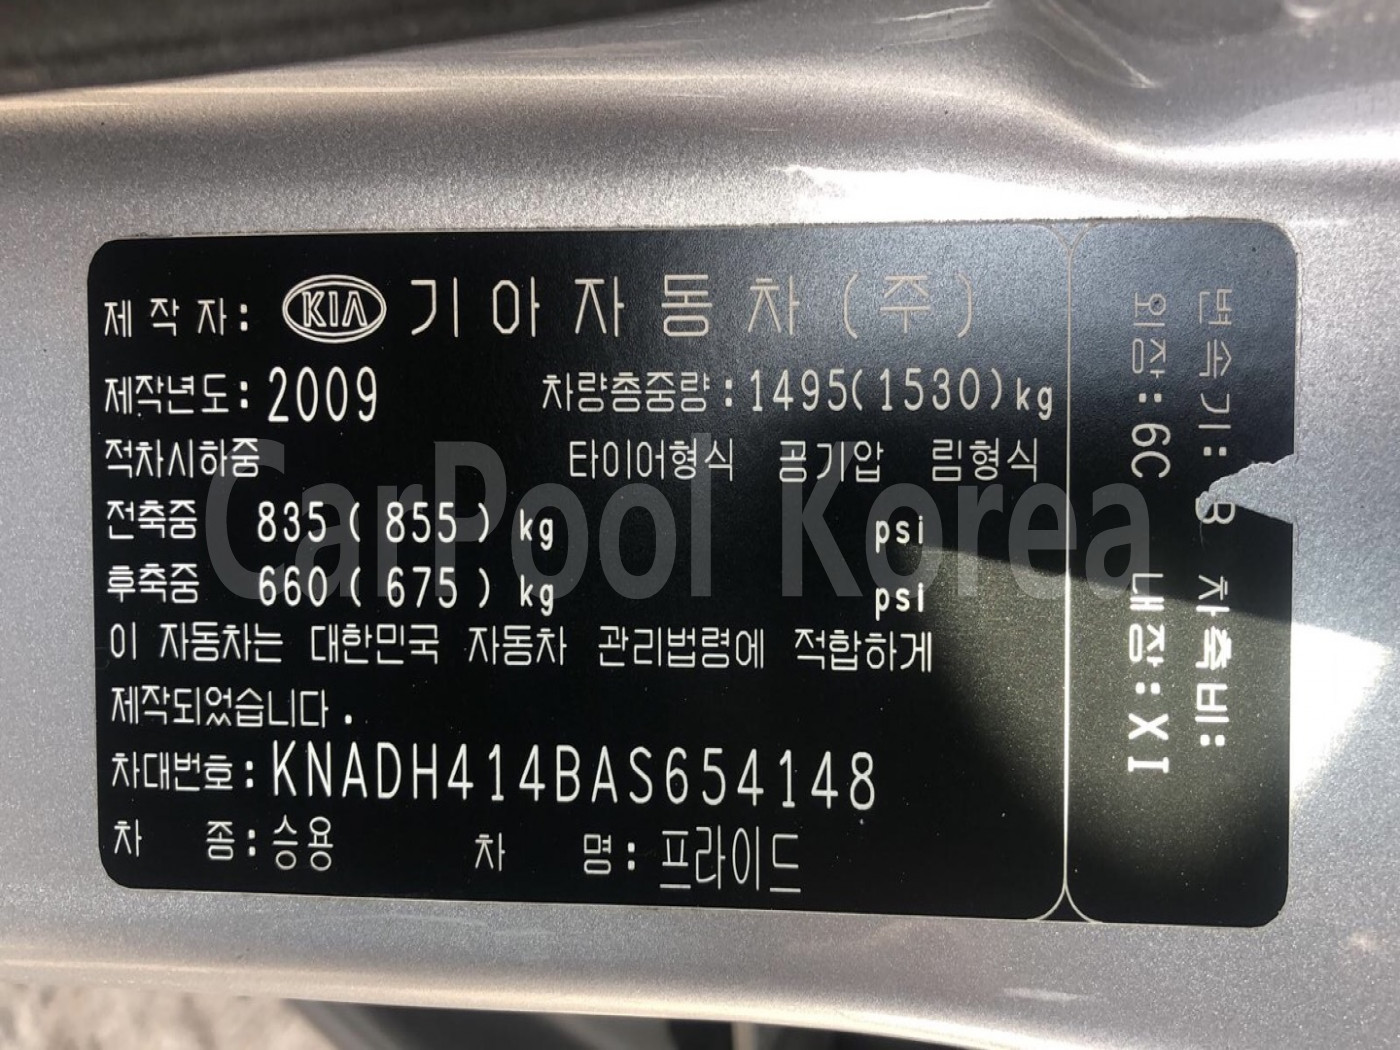 제 작 자: KIA 기아자동차(주)
제작년도: 2009 차량총중량: 1495(1530)kg
적차시하중 타이어형식 공기압 림형식
전축중 835(855)kg psi
후축중 660(675)kg psi
이 자동차는 대한민국 자동차 관리법령에 적합하게
제작되었습니다.
차대번호: KNADH414BAS654148
차 종: 승용 차 명: 프라이드
변속기: B 차축비:
외장: 6C 내장: XI
CarPool Korea